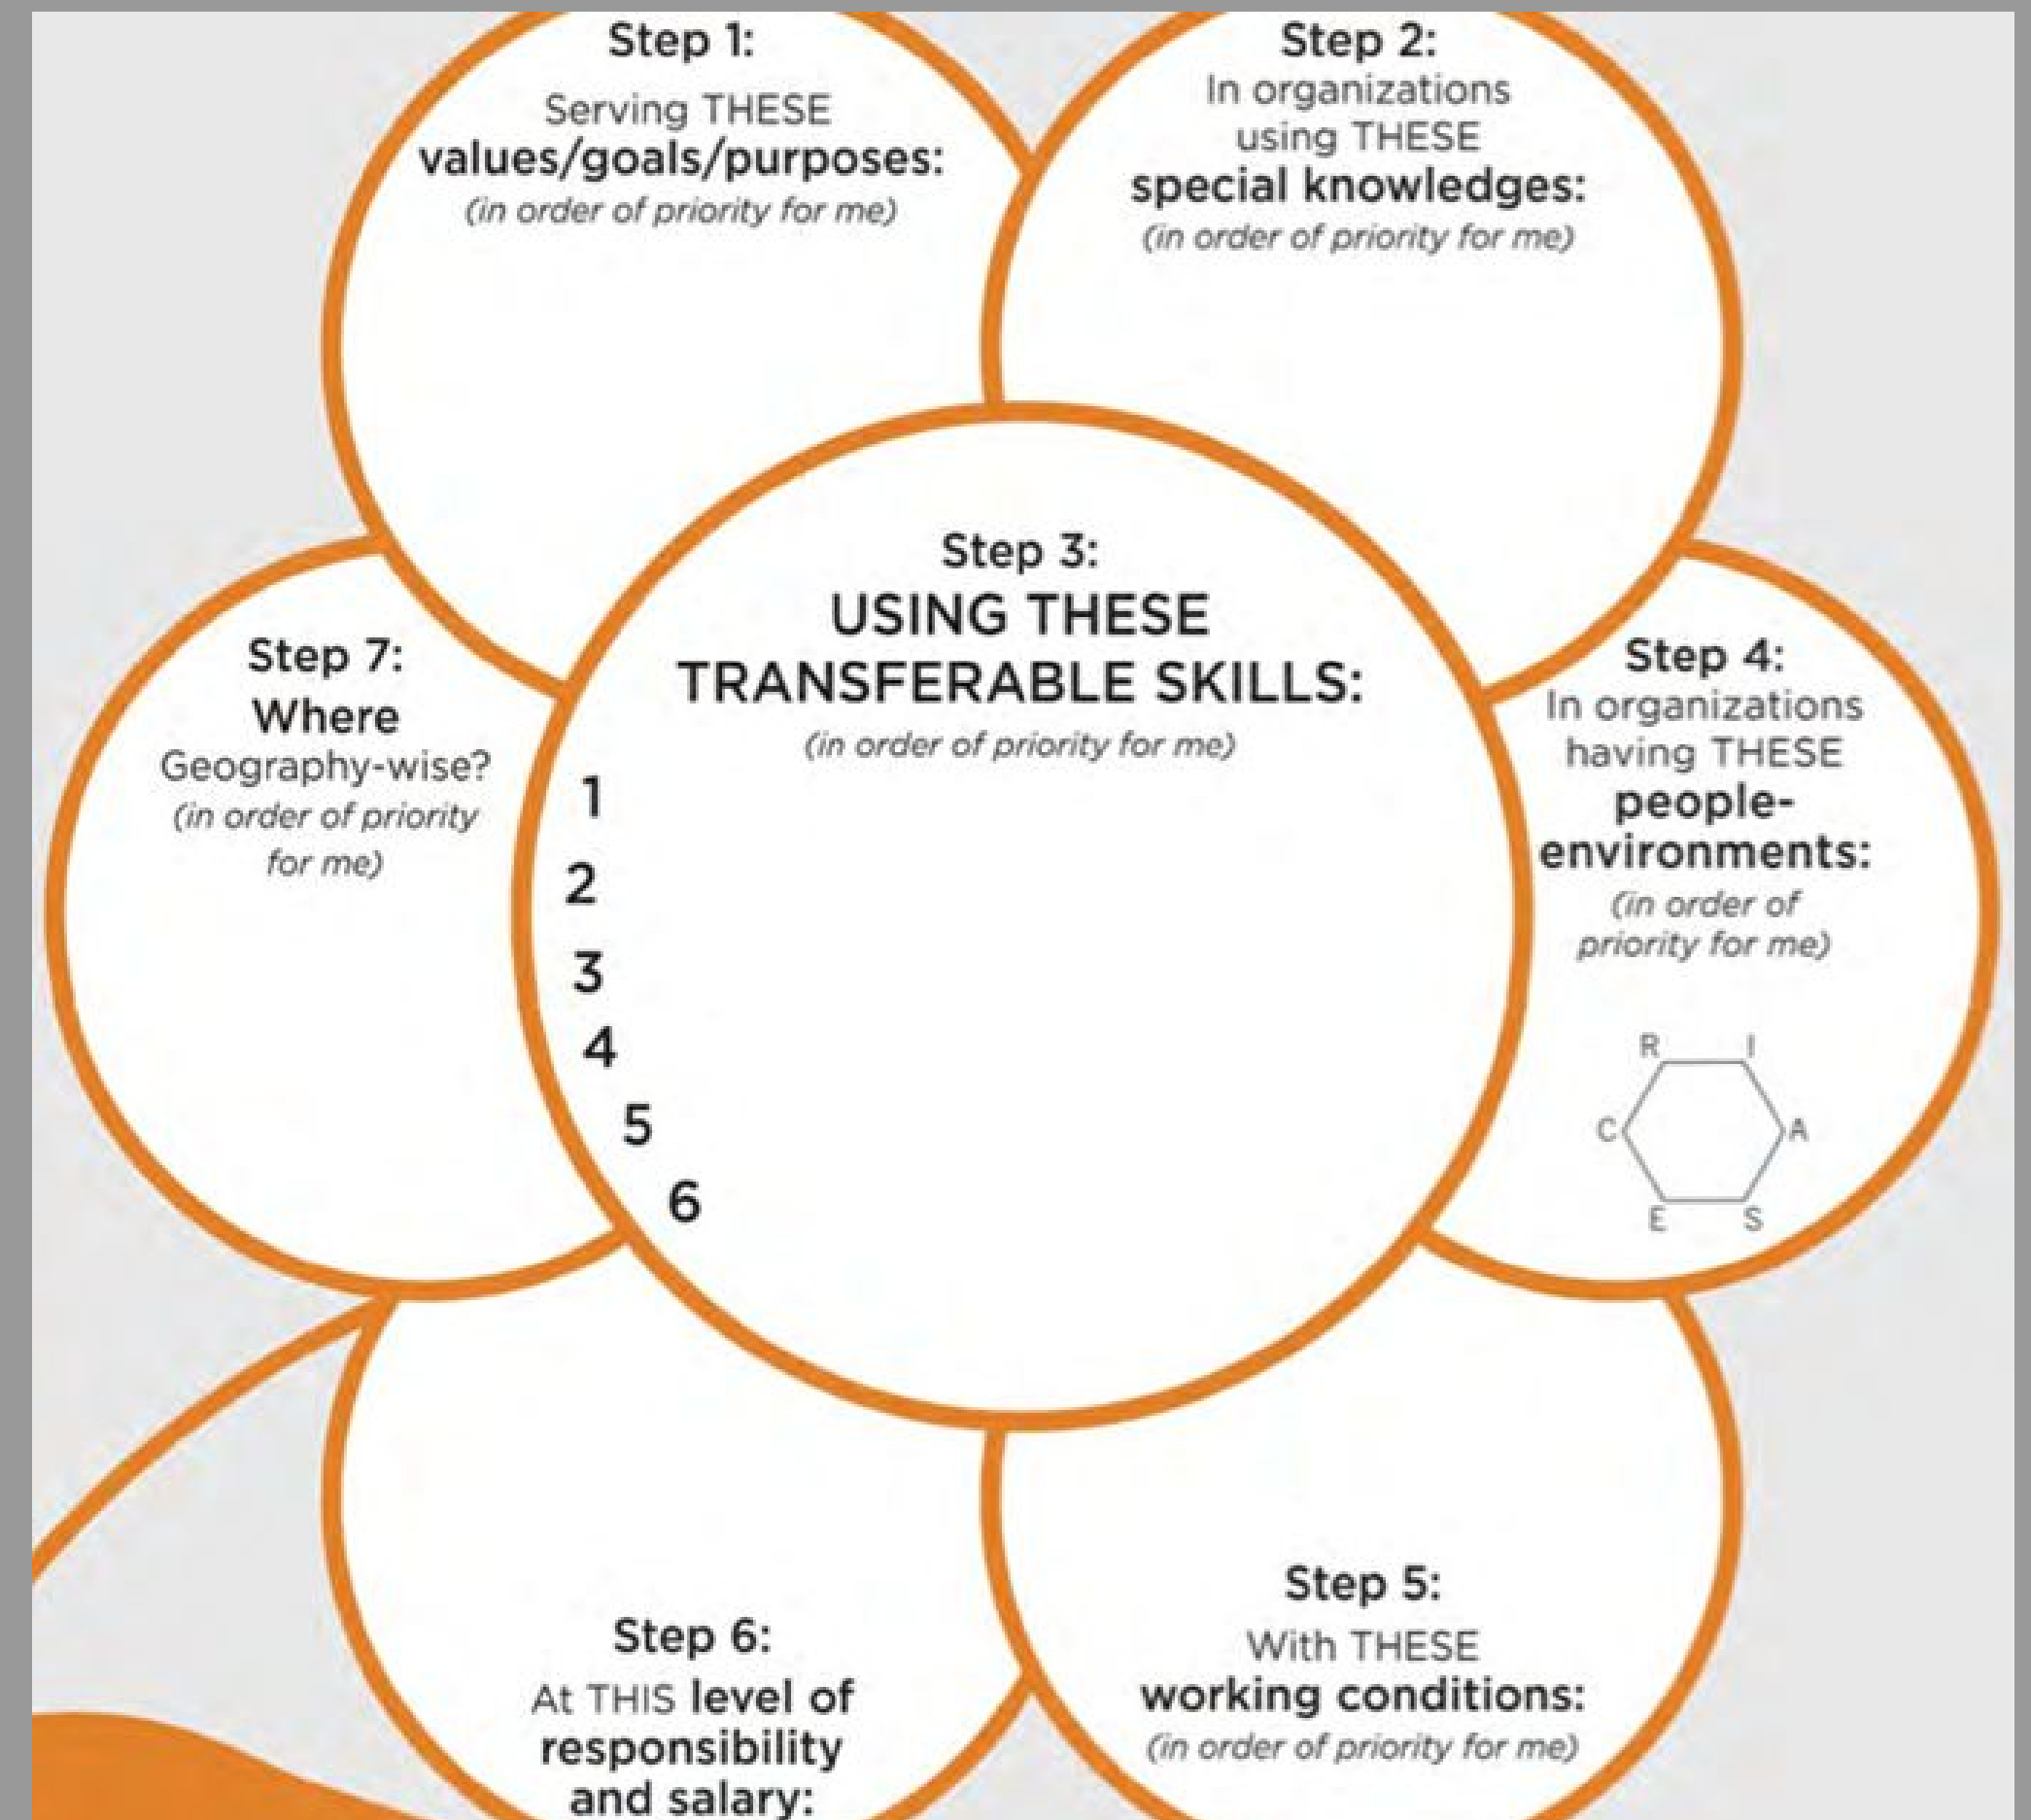 Step 1:
Serving THESE
values/goals/purposes:
(in order of priority for me)
Step 2:
In organizations
using THESE
special knowledges:
(in order of priority for me)
Step 3:
USING THESE
TRANSFERABLE SKILLS:
(in order of priority for me)
1
2
3
4
5
6
Step 4:
In organizations
having THESE
people-
environments:
(in order of
priority for me)
R I
C A
E S
Step 5:
With THESE
working conditions:
(in order of priority for me)
Step 6:
At THIS level of
responsibility
and salary:
Step 7:
Where
Geography-wise?
(in order of priority
for me)